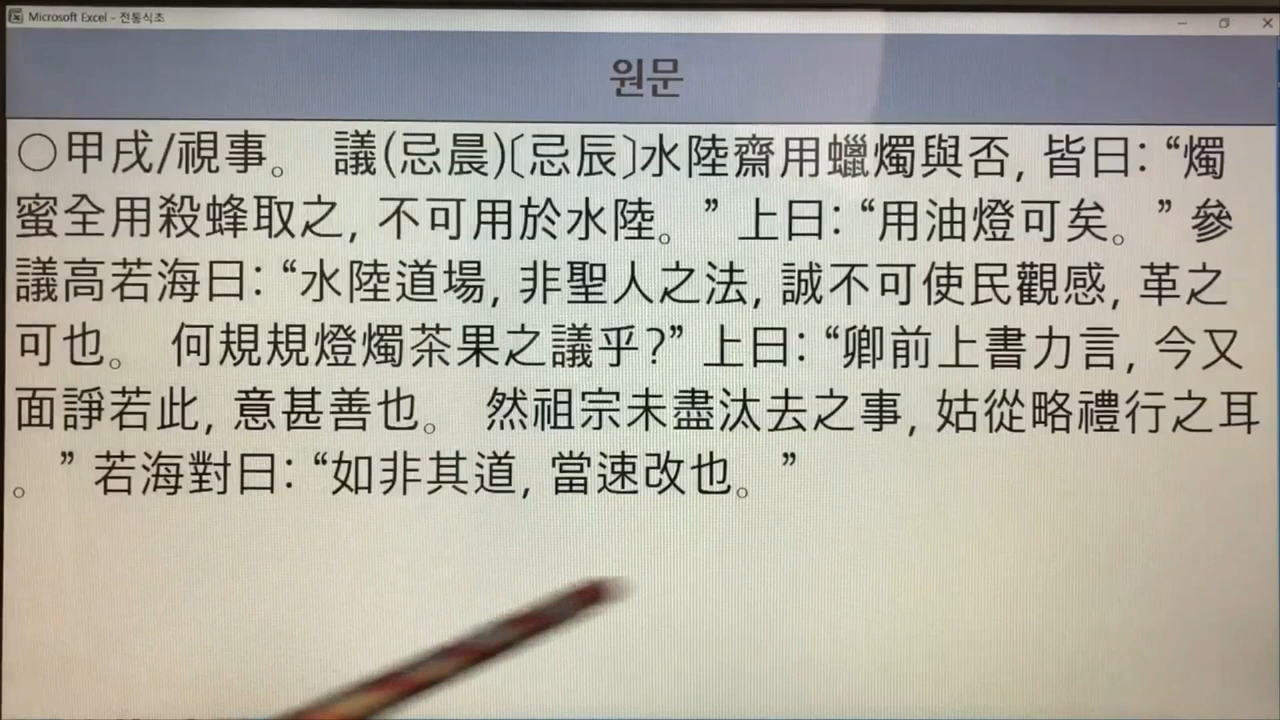 Microsoft Excel - 전통식초
원문
○甲戌/視事。 議(忌晨)〔忌辰〕水陸齋用蠟燭與否, 皆曰: “燭
蜜全用殺蜂取之, 不可用於水陸。” 上曰: “用油燈可矣。” 參
議高若海曰: “水陸道場, 非聖人之法, 誠不可使民觀感, 革之
可也。 何規規燈燭茶果之議乎?” 上曰: “卿前上書力言, 今又
面諍若此, 意甚善也。 然祖宗未盡汰去之事, 姑從略禮行之耳
。” 若海對曰: “如非其道, 當速改也。”